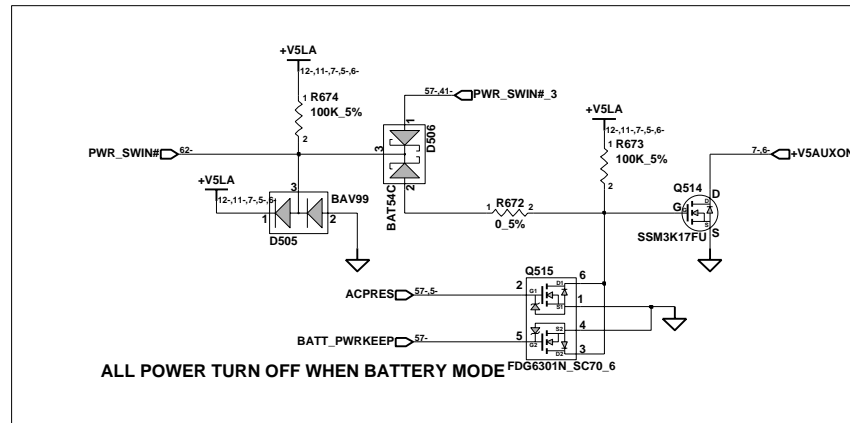 +V5LA
12-,11-,7-,5-,6-
1
R674
100K_5%
2
57-,41-
PWR_SWIN#_3
1
D506
3
2
BAT54C
PWR_SWIN#
62-
+V5LA
12-,11-,7-,5-,6-
3
BAV99
1
2
D505
+V5LA
12-,11-,7-,5-,6-
1
R673
100K_5%
2
7-,6-
+V5AUXON
R672
1
2
0_5%
Q514
D
G
S
D
S
SSM3K17FU
Q515
ACPRES
57-,5-
2
G1
D1
S1
6
1
BATT_PWRKEEP
57-
5
G2
S2
D2
4
3
FDG6301N_SC70_6
ALL POWER TURN OFF WHEN BATTERY MODE